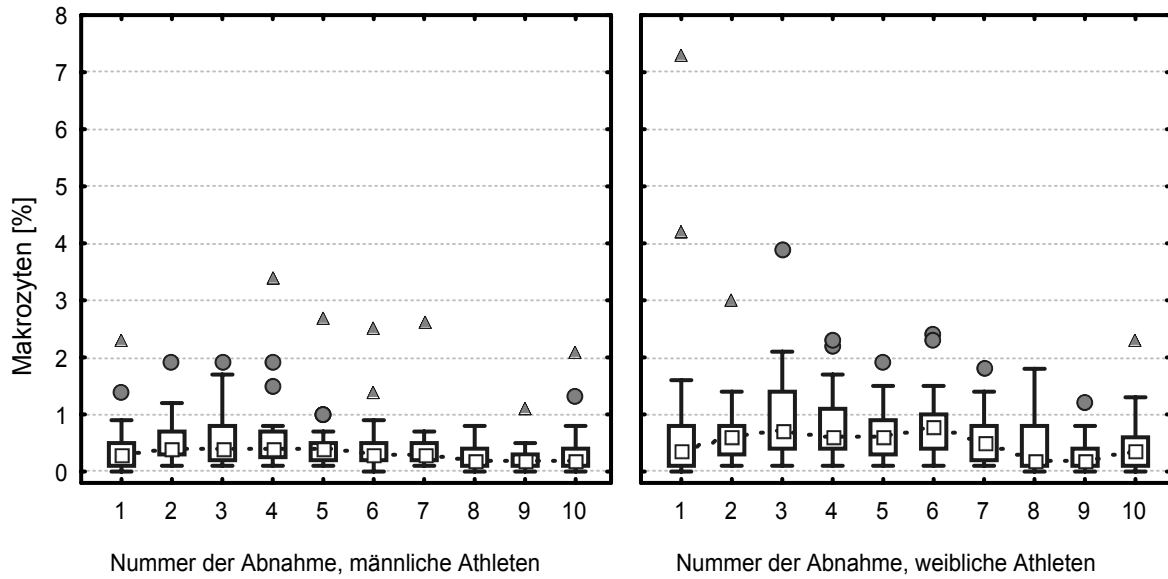 Makrozyten [%]
8
7
6
5
4
3
2
1
0
1 2 3 4 5 6 7 8 9 10
1 2 3 4 5 6 7 8 9 10
Nummer der Abnahme, männliche Athleten
Nummer der Abnahme, weibliche Athleten